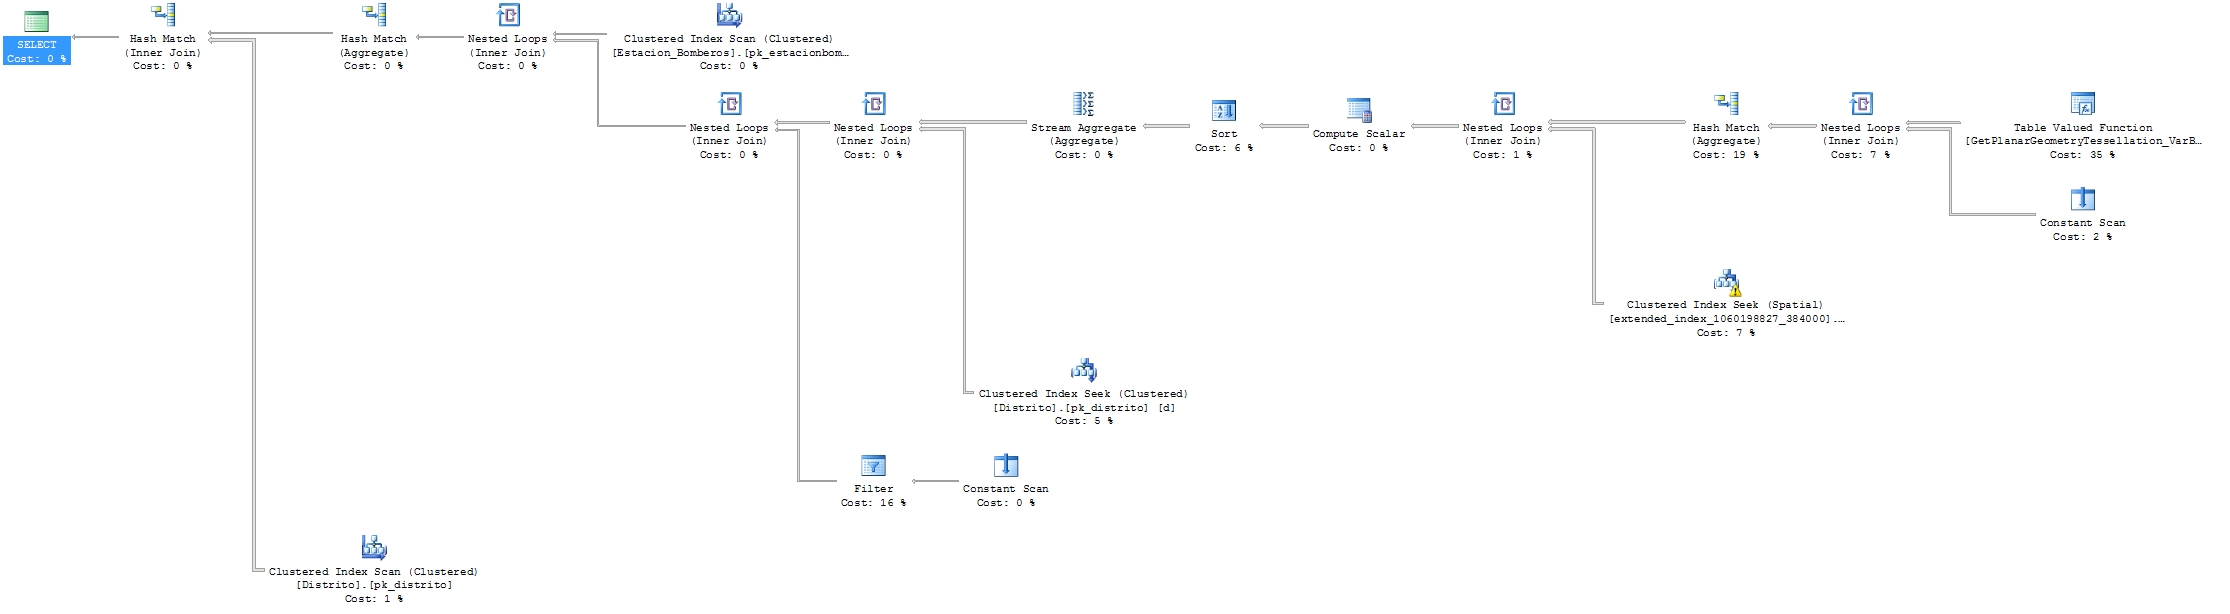 SELECT
Cost: 0 %
Hash Match
(Inner Join)
Cost: 0 %
Hash Match
(Aggregate)
Cost: 0 %
Nested Loops
(Inner Join)
Cost: 0 %
Clustered Index Scan (Clustered)
[Estacion_Bomberos].[pk_estacionbom…
Cost: 0 %
Nested Loops
(Inner Join)
Cost: 0 %
Nested Loops
(Inner Join)
Cost: 0 %
Stream Aggregate
(Aggregate)
Cost: 0 %
Sort
Cost: 6 %
Compute Scalar
Cost: 0 %
Nested Loops
(Inner Join)
Cost: 1 %
Hash Match
(Aggregate)
Cost: 19 %
Nested Loops
(Inner Join)
Cost: 7 %
Table Valued Function
[GetPlanarGeometryTessellation_VarB…
Cost: 35 %
Constant Scan
Cost: 2 %
Clustered Index Seek (Spatial)
[extended_index_1060198827_384000].…
Cost: 7 %
Clustered Index Seek (Clustered)
[Distrito].[pk_distrito] [d]
Cost: 5 %
Filter
Cost: 16 %
Constant Scan
Cost: 0 %
Clustered Index Scan (Clustered)
[Distrito].[pk_distrito]
Cost: 1 %